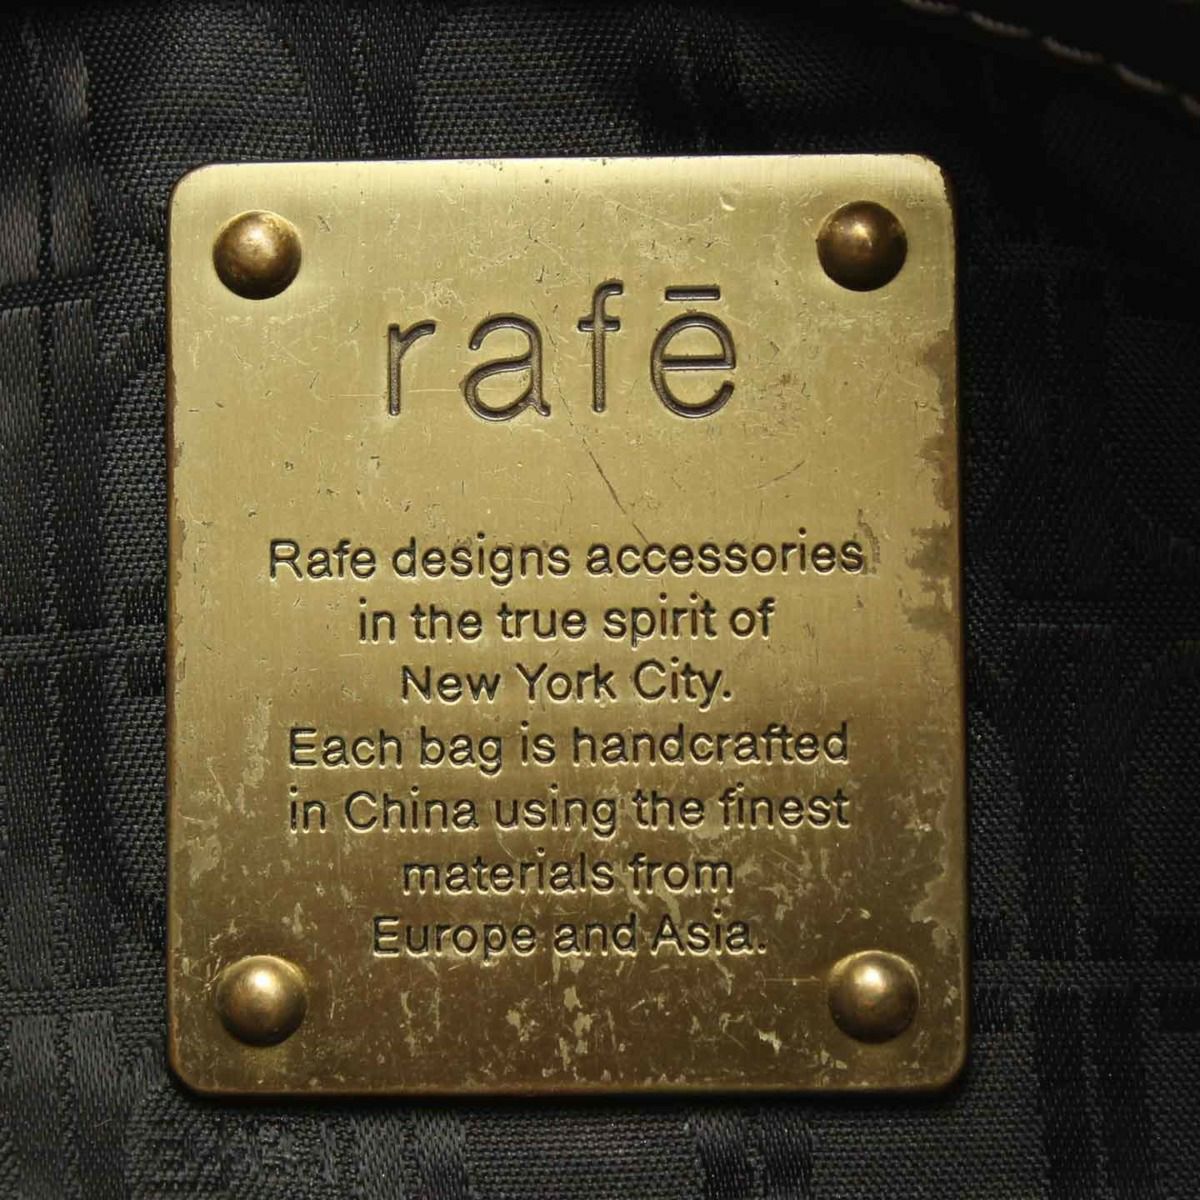 rafē
Rafe designs accessories
in the true spirit of
New York City.
Each bag is handcrafted
in China using the finest
materials from
Europe and Asia.